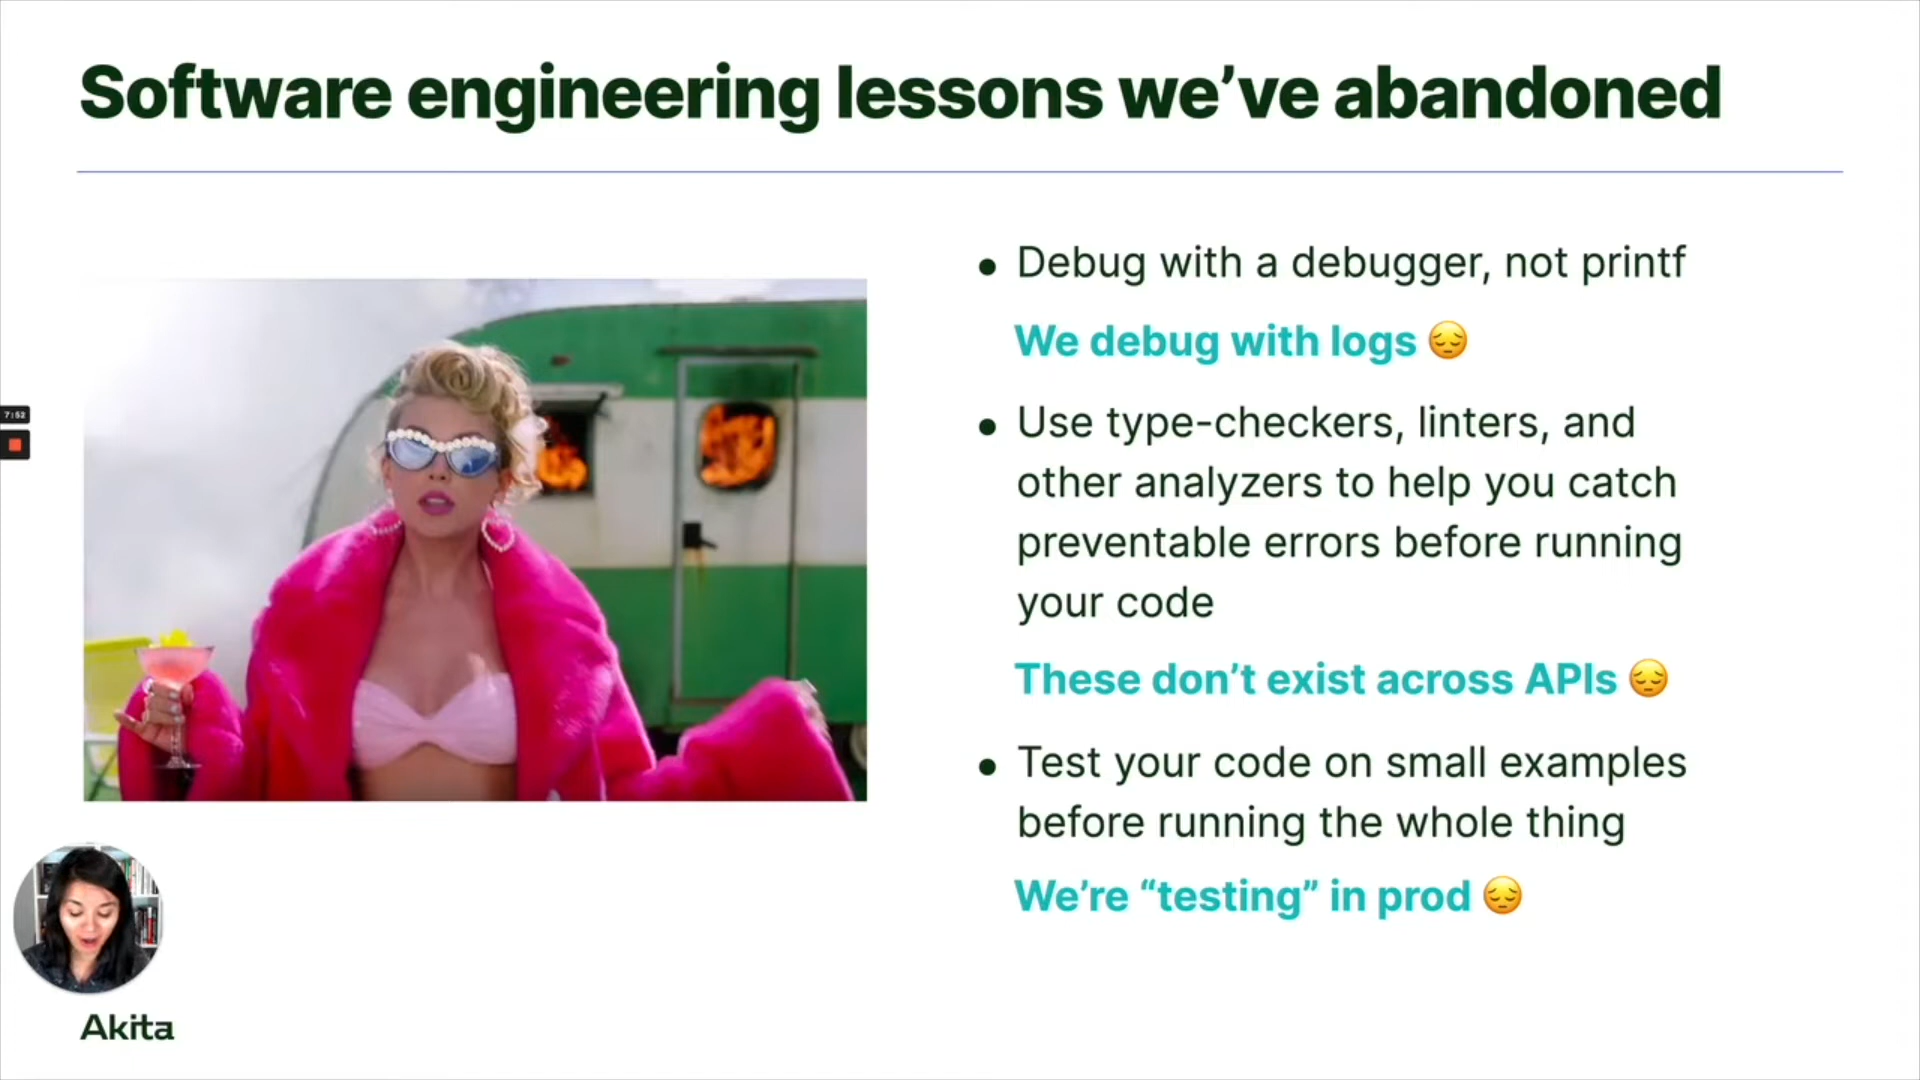 Software engineering lessons we’ve abandoned
• Debug with a debugger, not printf
We debug with logs 😔
• Use type-checkers, linters, and
other analyzers to help you catch
preventable errors before running
your code
These don’t exist across APIs 😔
• Test your code on small examples
before running the whole thing
We’re “testing” in prod 😔
7:52
Akita